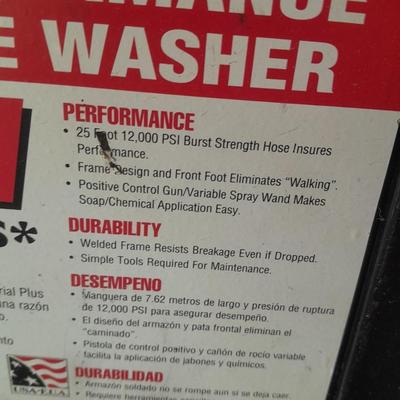 E WASHER
PERFORMANCE
• 25 Foot 12,000 PSI Burst Strength Hose Insures
Performance.
• Frame Design and Front Foot Eliminates “Walking”.
• Positive Control Gun/Variable Spray Wand Makes
Soap/Chemical Application Easy.
s*
DURABILITY
• Welded Frame Resists Breakage Even if Dropped.
• Simple Tools Required For Maintenance.
DESEMPENO
• Manguera de 7.62 metros de largo y presión de ruptura
de 12,000 PSI para asegurar desempeño.
• El diseño del armazón y pata frontal eliminan el
"caminado".
• Pistola de control positivo y cañón de rocío variable
facilita la aplicación de jabones y químicos.
DURABILIDAD
• Armazón soldado no se rompe aun si se deja caer.
• Requiere herramientas
rial Plus
una razón
o.
nto
USA/E.U.A.